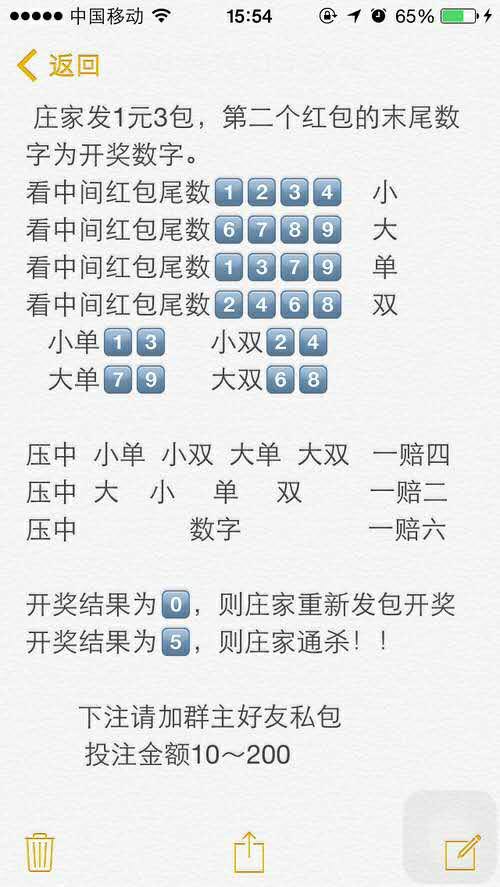 中国移动 15:54 65%
返回
庄家发1元3包，第二个红包的末尾数
字为开奖数字。
看中间红包尾数1 2 3 4 小
看中间红包尾数6 7 8 9 大
看中间红包尾数1 3 7 9 单
看中间红包尾数2 4 6 8 双
小单1 3 小双2 4
大单7 9 大双6 8
压中 小单 小双 大单 大双 一赔四
压中 大 小 单 双 一赔二
压中 数字 一赔六
开奖结果为0，则庄家重新发包开奖
开奖结果为5，则庄家通杀！！
下注请加群主好友私包
投注金额10～200